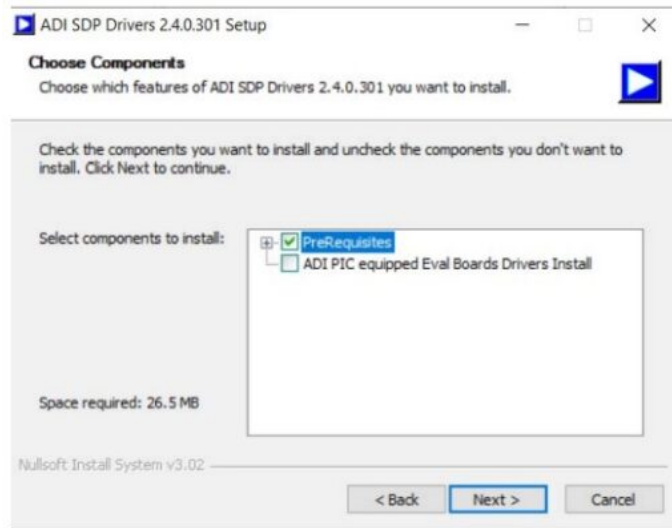 ADI SDP Drivers 2.4.0.301 Setup
Choose Components
Choose which features of ADI SDP Drivers 2.4.0.301 you want to install.
Check the components you want to install and uncheck the components you don't want to
install. Click Next to continue.
Select components to install:
PreRequisites
ADI PIC equipped Eval Boards Drivers Install
Space required: 26.5 MB
Nullsoft Install System v3.02
< Back
Next >
Cancel